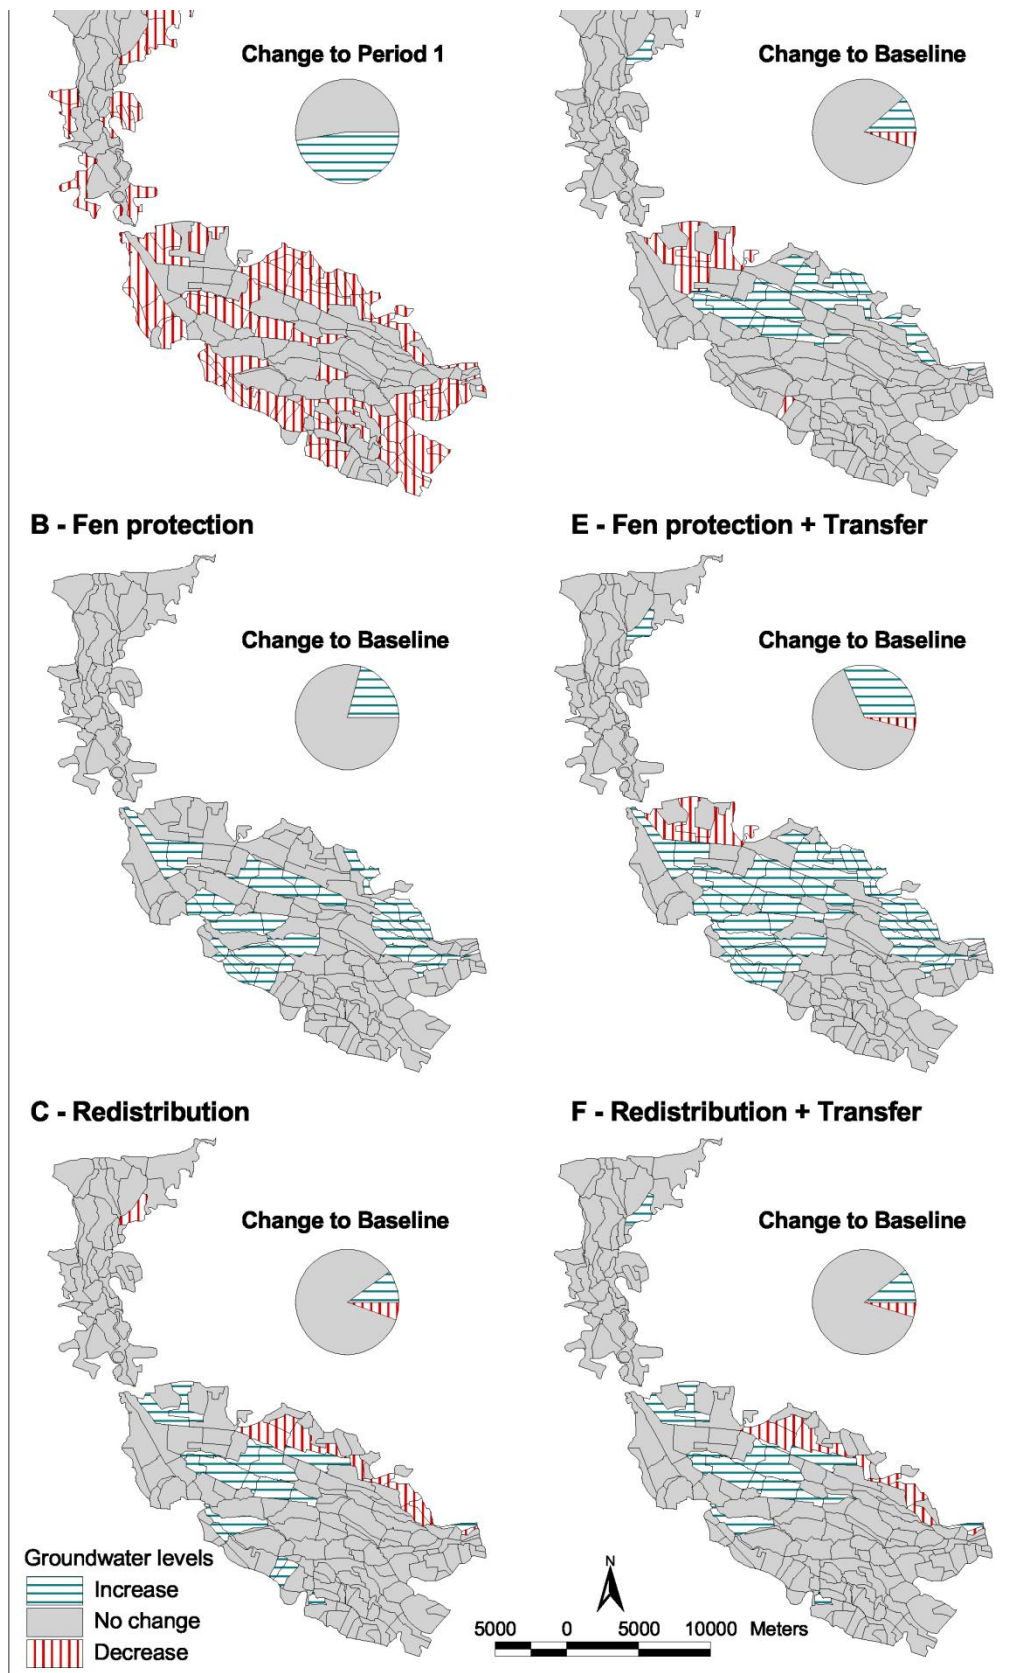 Change to Period 1
Change to Baseline
B - Fen protection
E - Fen protection + Transfer
Change to Baseline
Change to Baseline
C - Redistribution
F - Redistribution + Transfer
Change to Baseline
Change to Baseline
Groundwater levels
Increase
No change
Decrease
N
5000 0 5000 10000 Meters